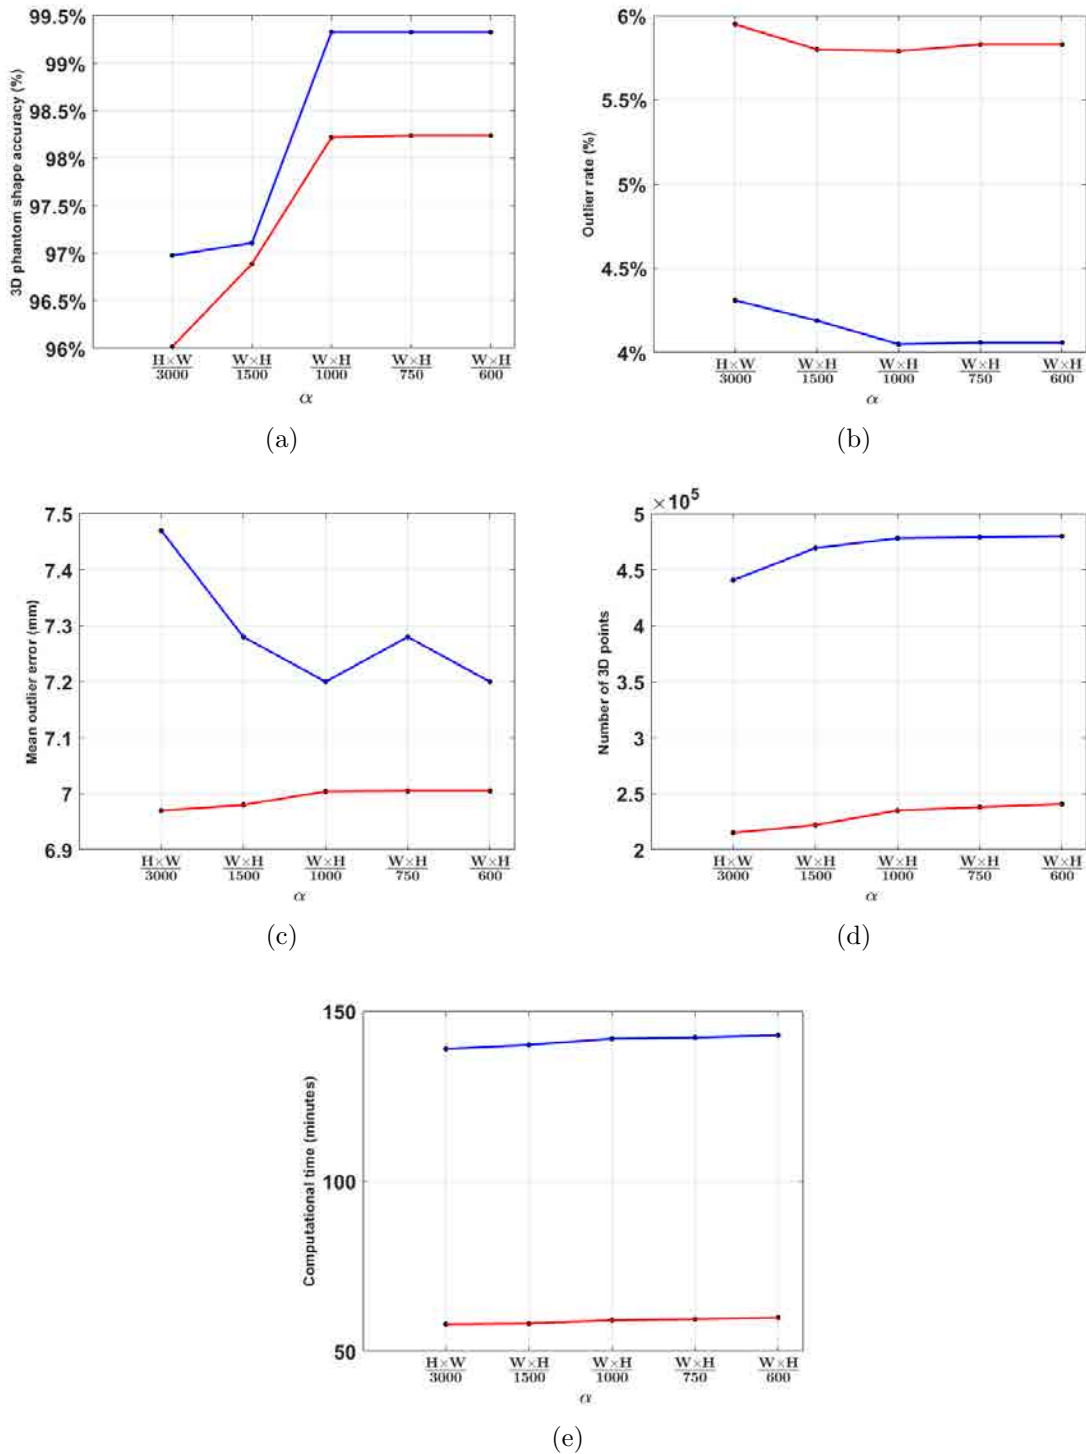 99.5%
99%
98.5%
98%
97.5%
97%
96.5%
96%
3D phantom shape accuracy (%)
H×W W×H W×H W×H W×H
3000 1500 1000 750 600
α
(a)
6%
5.5%
5%
4.5%
4%
Outlier rate (%)
H×W W×H W×H W×H W×H
3000 1500 1000 750 600
α
(b)
7.5
7.4
7.3
7.2
7.1
7
6.9
Mean outlier error (mm)
H×W W×H W×H W×H W×H
3000 1500 1000 750 600
α
(c)
×10⁵
5
4.5
4
3.5
3
2.5
2
Number of 3D points
H×W W×H W×H W×H W×H
3000 1500 1000 750 600
α
(d)
150
100
50
Computational time (minutes)
H×W W×H W×H W×H W×H
3000 1500 1000 750 600
α
(e)